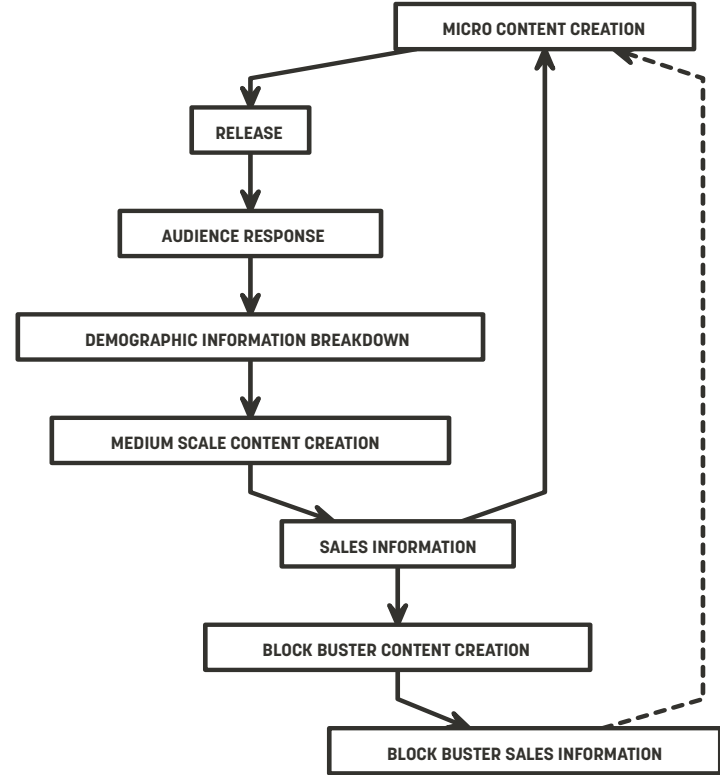 MICRO CONTENT CREATION
RELEASE
AUDIENCE RESPONSE
DEMOGRAPHIC INFORMATION BREAKDOWN
MEDIUM SCALE CONTENT CREATION
SALES INFORMATION
BLOCK BUSTER CONTENT CREATION
BLOCK BUSTER SALES INFORMATION